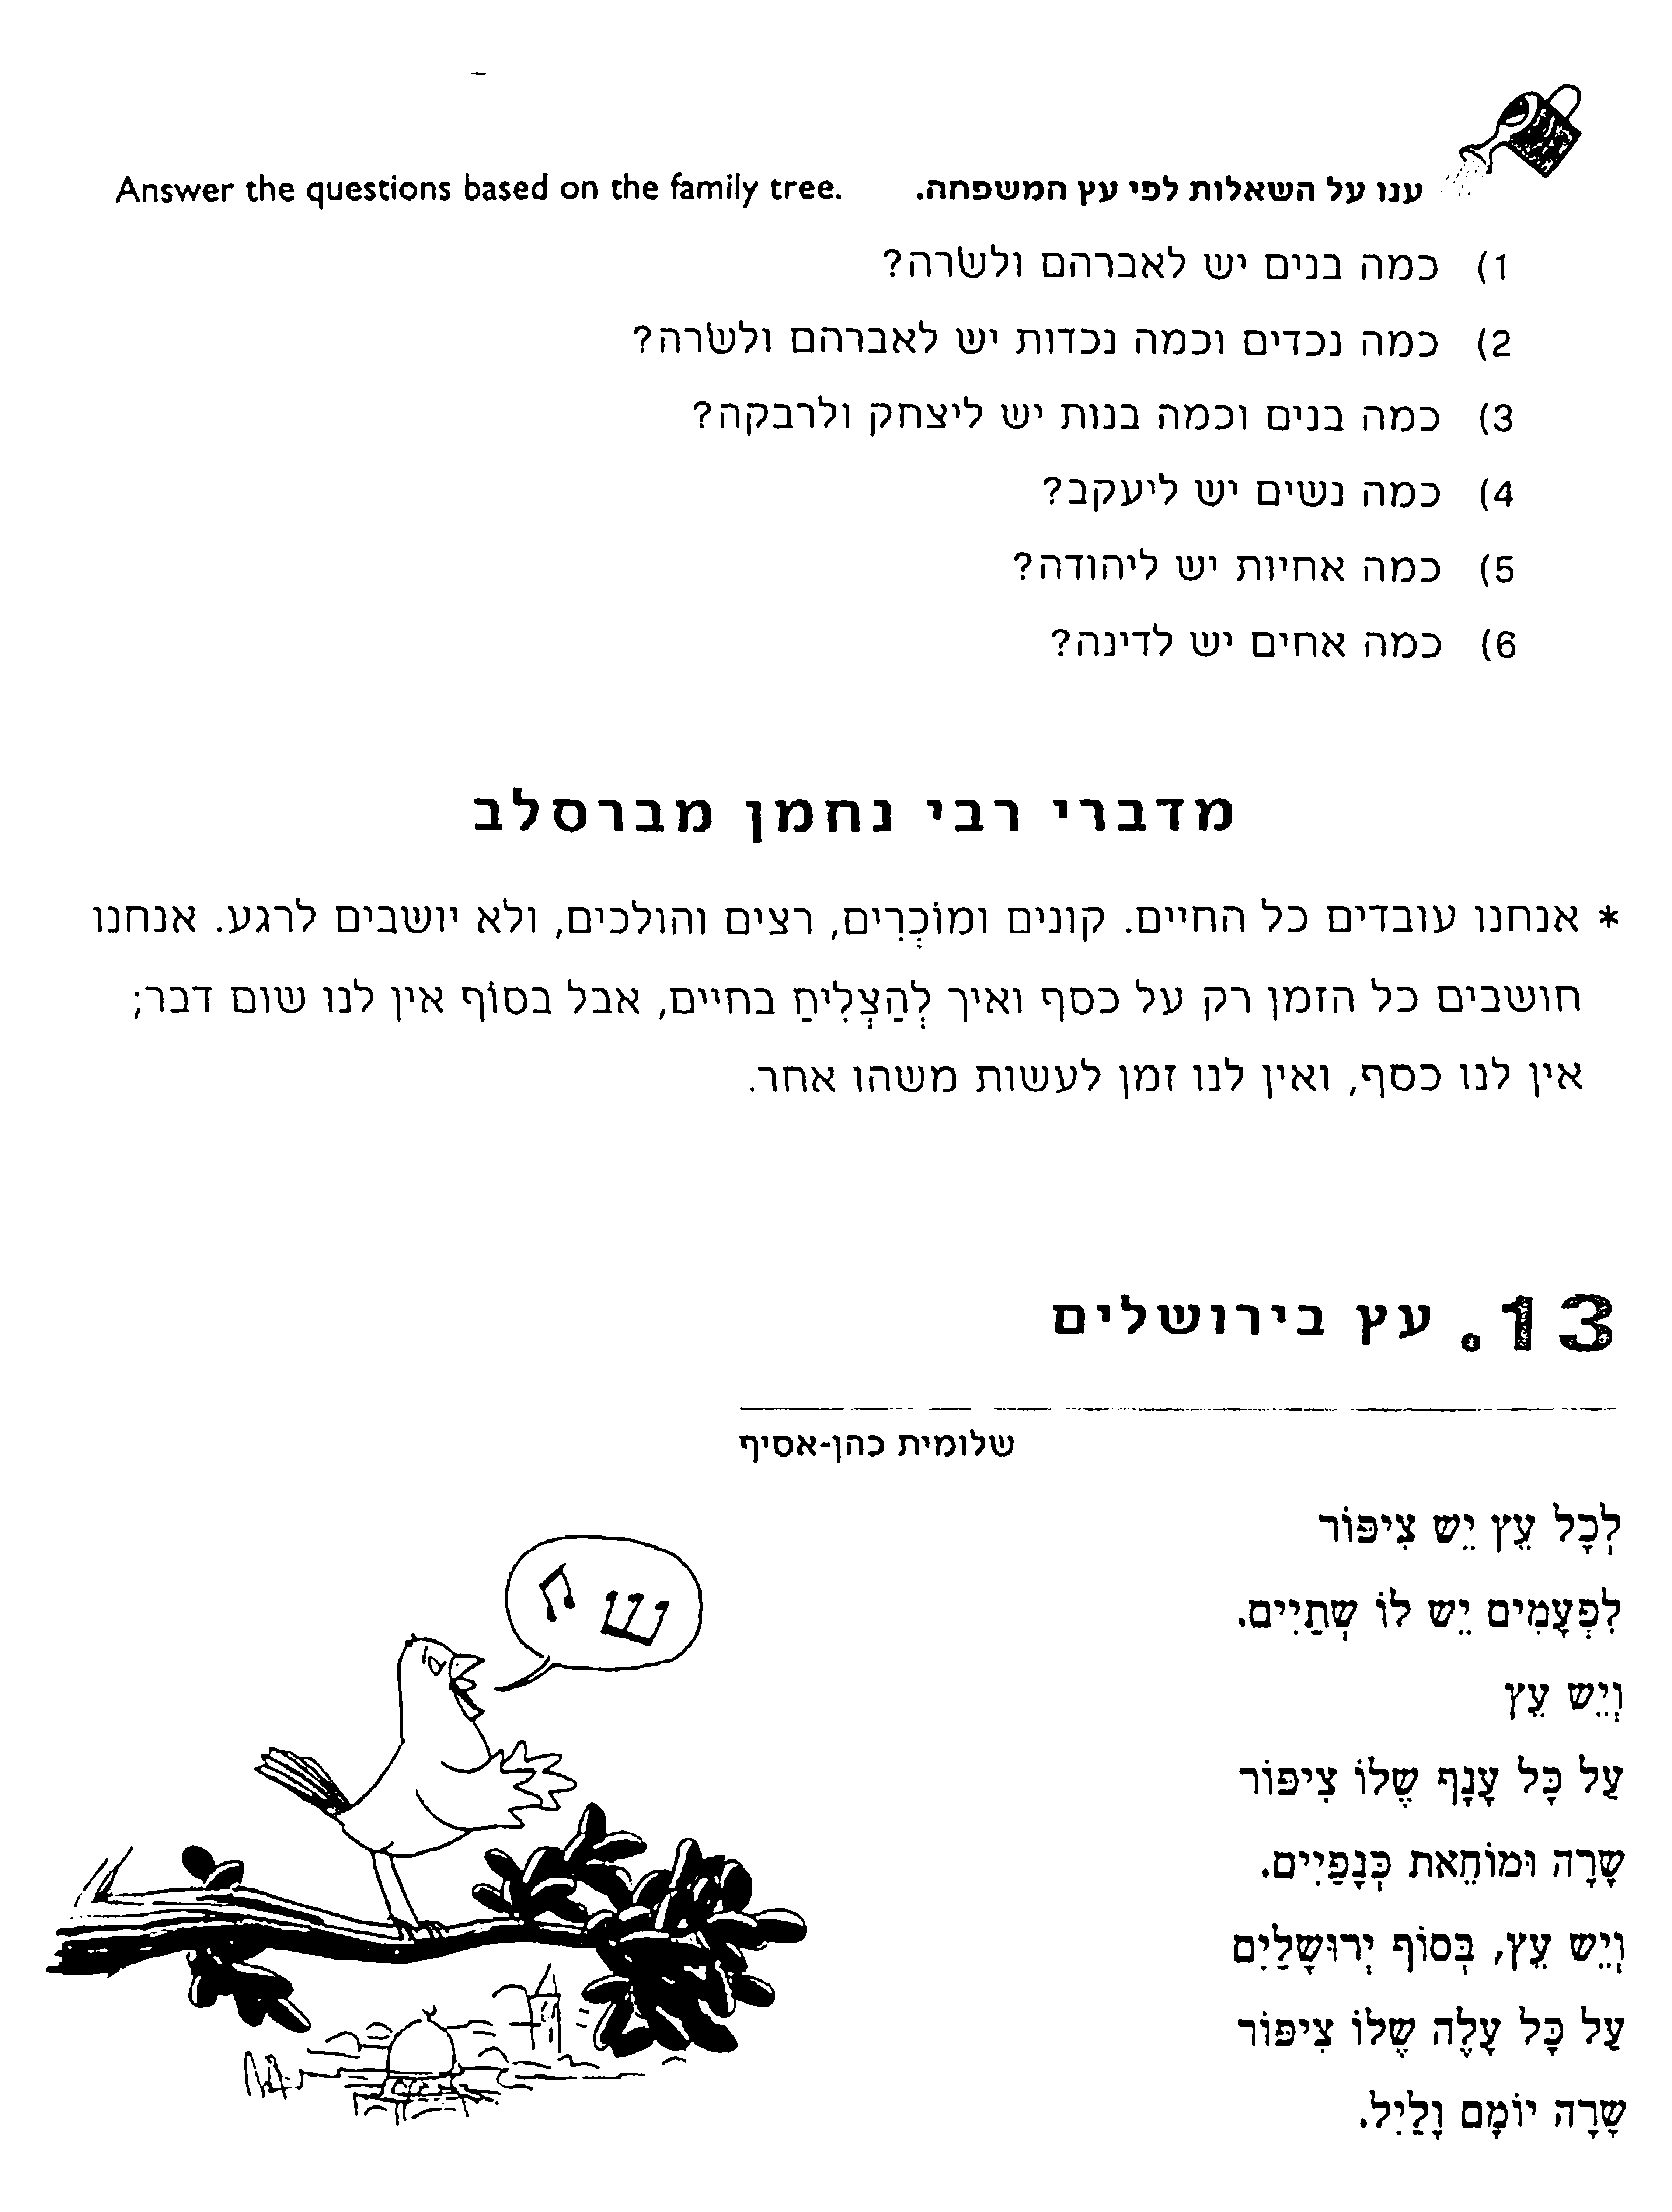 ענו על השאלות לפי עץ המשפחה. Answer the questions based on the family tree.
1) כמה בנים יש לאברהם ולשׂרה?
2) כמה נכדים וכמה נכדות יש לאברהם ולשׂרה?
3) כמה בנים וכמה בנות יש ליצחק ולרבקה?
4) כמה נשים יש ליעקב?
5) כמה אחיות יש ליהודה?
6) כמה אחים יש לדינה?
מדברי רבי נחמן מברסלב
* אנחנו עובדים כל החיים. קונים ומוֹכְרִים, רצים והולכים, ולא יושבים לרגע. אנחנו
חושבים כל הזמן רק על כסף ואיך לְהַצְלִיחַ בחיים, אבל בסוֹף אין לנו שום דבר;
אין לנו כסף, ואין לנו זמן לעשות משהו אחר.
13. עץ בירושלים
שלומית כהן-אסיף
לְכָל עֵץ יֵש צִיפּוֹר
לִפְעָמִים יֵש לוֹ שְתַיִים.
וְיֵש עֵץ
עַל כָּל עָנָף שֶלוֹ צִיפּוֹר
שָרָה וּמוֹחֵאת כְּנָפַיִים.
וְיֵש עֵץ, בְּסוֹף יְרוּשָלַיִם
עַל כָּל עָלֶה שֶלוֹ צִיפּוֹר
שָרָה יוֹמָם וָלַיִל.
ש